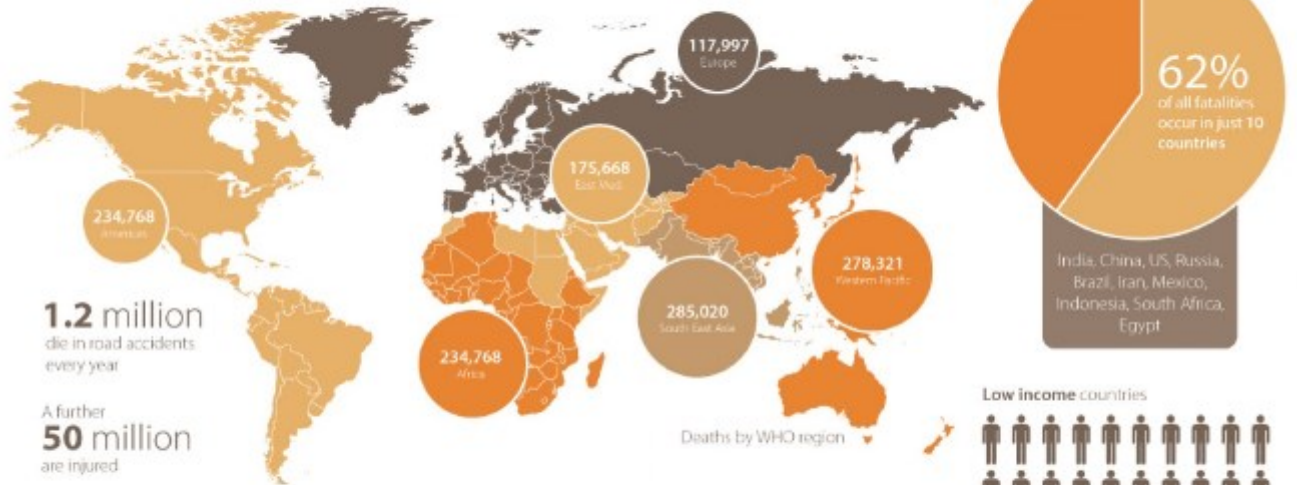 117,997
Europe
62%
of all fatalities
occur in just 10
countries
175,668
East Med
234,768
Americas
278,321
Western Pacific
India, China, US, Russia,
Brazil, Iran, Mexico,
Indonesia, South Africa,
Egypt
285,020
South East Asia
1.2 million
die in road accidents
every year
234,768
Africa
A further
50 million
are injured
Deaths by WHO region
Low income countries